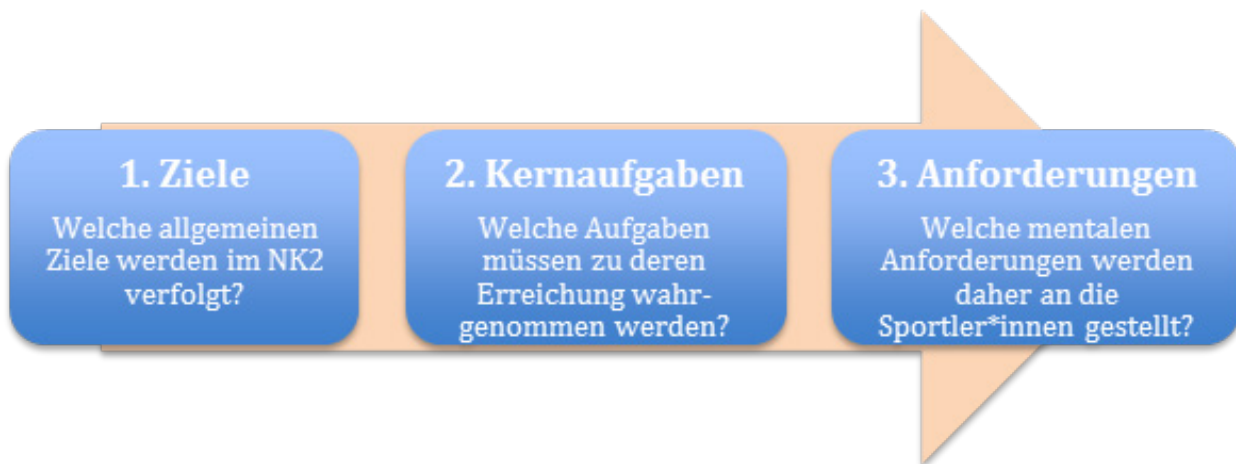 1. Ziele
Welche allgemeinen
Ziele werden im NK2
verfolgt?
2. Kernaufgaben
Welche Aufgaben
müssen zu deren
Erreichung wahr-
genommen werden?
3. Anforderungen
Welche mentalen
Anforderungen werden
daher an die
Sportler*innen gestellt?